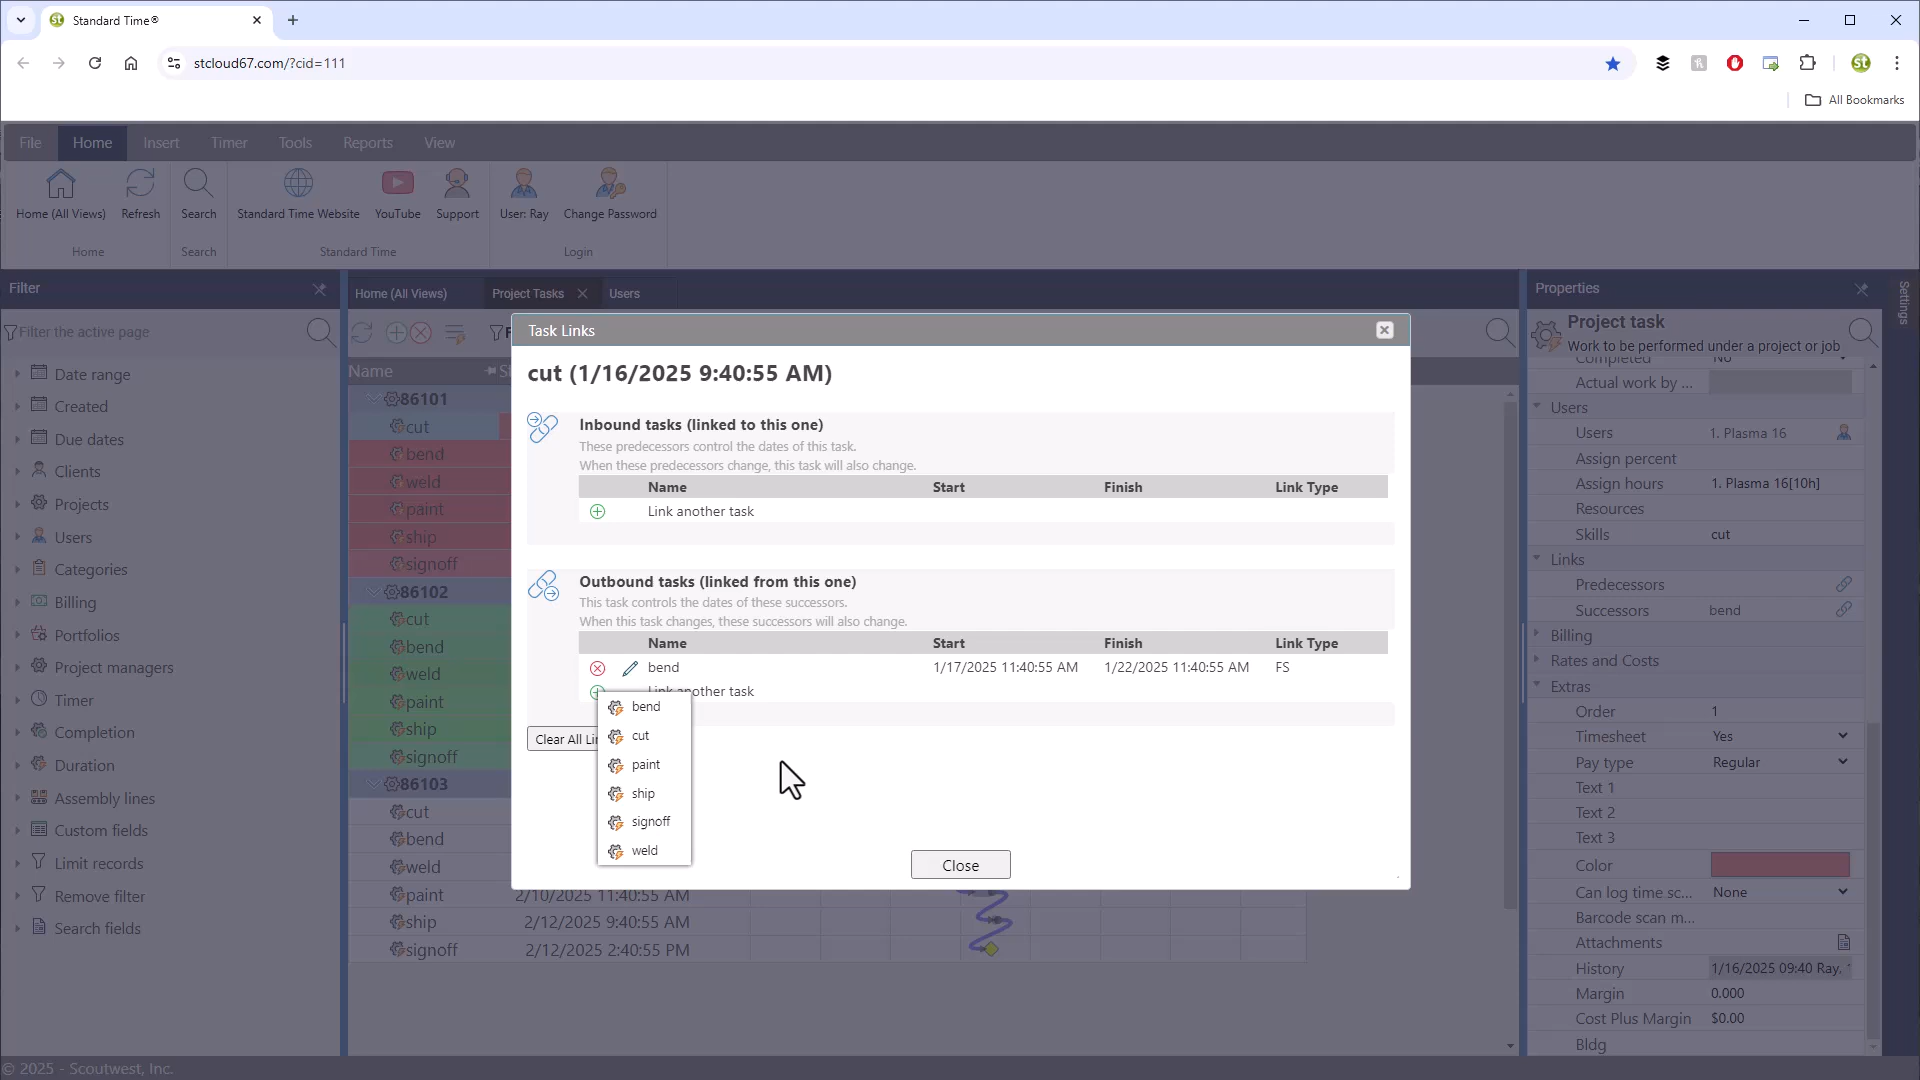 Standard Time®
stcloud67.com/?cid=111
All Bookmarks
File Home Insert Timer Tools Reports View
Home (All Views) Refresh Search Standard Time Website YouTube Support User: Ray Change Password
Home Search Standard Time Login
Filter
Filter the active page
Date range
Created
Due dates
Clients
Projects
Users
Categories
Billing
Portfolios
Project managers
Timer
Completion
Duration
Assembly lines
Custom fields
Limit records
Remove filter
Search fields
Home (All Views) Project Tasks Users
Name
86101
cut
bend
weld
paint
ship
signoff
86102
cut
bend
weld
paint
ship
signoff
86103
cut
bend
weld
paint 2/10/2025 11:40:55 AM
ship 2/12/2025 9:40:55 AM
signoff 2/12/2025 2:40:55 PM
Task Links
cut (1/16/2025 9:40:55 AM)
Inbound tasks (linked to this one)
These predecessors control the dates of this task.
When these predecessors change, this task will also change.
Name Start Finish Link Type
Link another task
Outbound tasks (linked from this one)
This task controls the dates of these successors.
When this task changes, these successors will also change.
Name Start Finish Link Type
bend 1/17/2025 11:40:55 AM 1/22/2025 11:40:55 AM FS
Link another task
Clear All Li
bend
cut
paint
ship
signoff
weld
Close
Properties
Settings
Project task
Work to be performed under a project or job
Completed No
Actual work by ...
Users
Users 1. Plasma 16
Assign percent
Assign hours 1. Plasma 16[10h]
Resources
Skills cut
Links
Predecessors
Successors bend
Billing
Rates and Costs
Extras
Order 1
Timesheet Yes
Pay type Regular
Text 1
Text 2
Text 3
Color
Can log time sc... None
Barcode scan m...
Attachments
History 1/16/2025 09:40 Ray,
Margin 0.000
Cost Plus Margin $0.00
Bldg
© 2025 - Scoutwest, Inc.